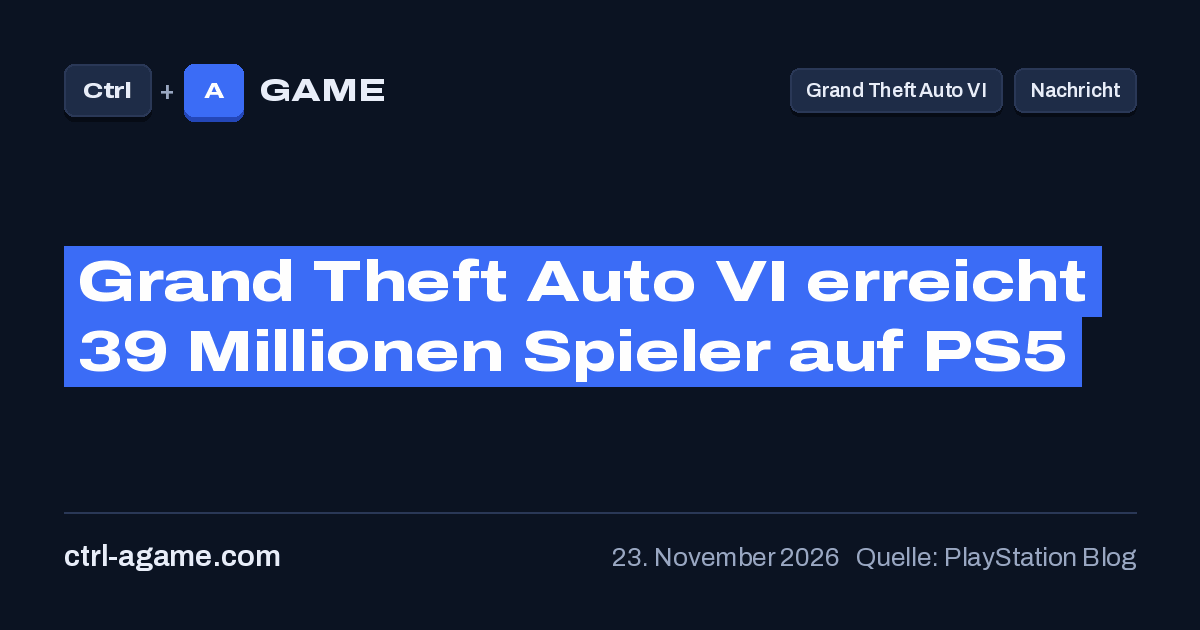 Ctrl + A GAME
Grand Theft Auto VI Nachricht
Grand Theft Auto VI erreicht
39 Millionen Spieler auf PS5
ctrl-agame.com
23. November 2026 Quelle: PlayStation Blog